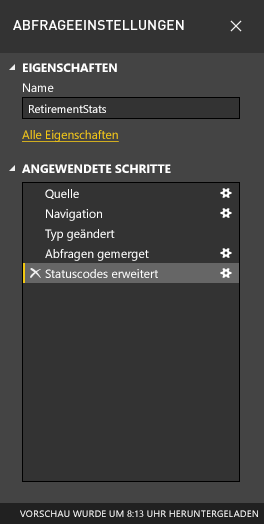 ABFRAGEEINSTELLUNGEN
EIGENSCHAFTEN
Name
RetirementStats
Alle Eigenschaften
ANGEWENDETE SCHRITTE
Quelle
Navigation
Typ geändert
Abfragen gemerget
Statuscodes erweitert
VORSCHAU WURDE UM 8:13 UHR HERUNTERGELADEN